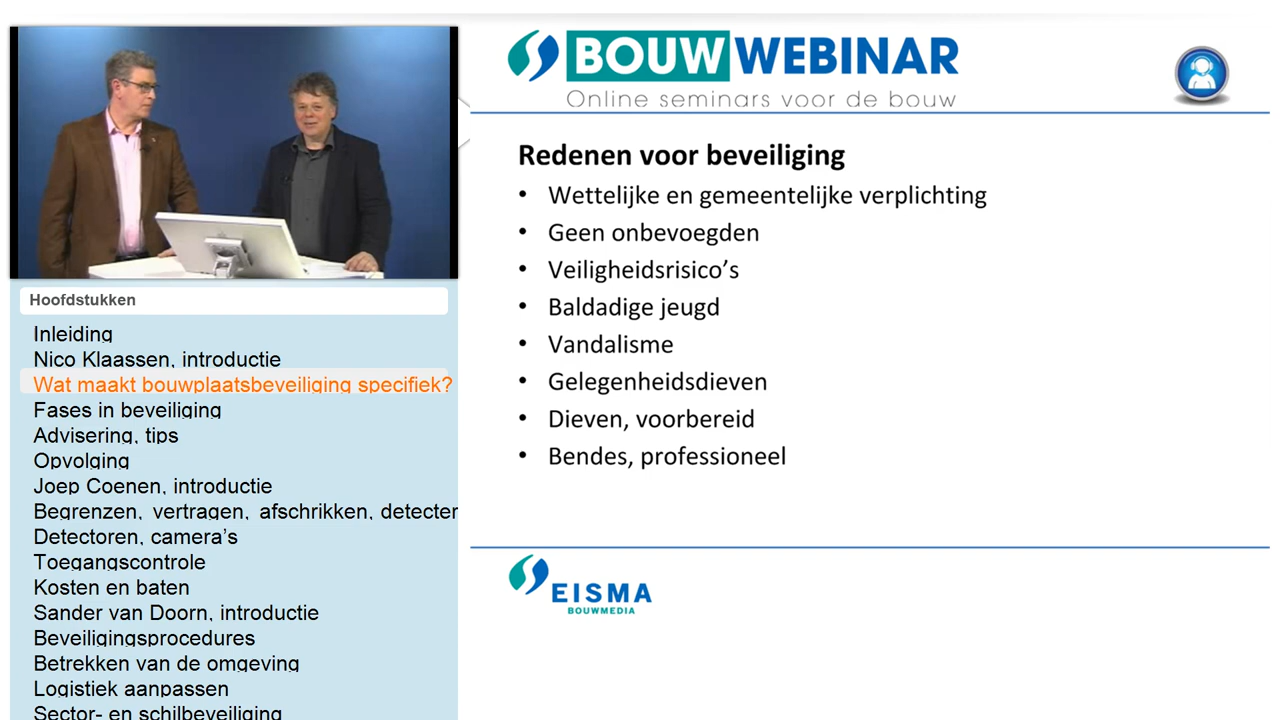 BOUWWEBINAR
Online seminars voor de bouw
Redenen voor beveiliging
• Wettelijke en gemeentelijke verplichting
• Geen onbevoegden
• Veiligheidsrisico’s
• Baldadige jeugd
• Vandalisme
• Gelegenheidsdieven
• Dieven, voorbereid
• Bendes, professioneel
EISMA
BOUWMEDIA
Hoofdstukken
Inleiding
Nico Klaassen, introductie
Wat maakt bouwplaatsbeveiliging specifiek?
Fases in beveiliging
Advisering, tips
Opvolging
Joep Coenen, introductie
Begrenzen, vertragen, afschrikken, detecter
Detectoren, camera’s
Toegangscontrole
Kosten en baten
Sander van Doorn, introductie
Beveiligingsprocedures
Betrekken van de omgeving
Logistiek aanpassen
Sector- en schilbeveiliging